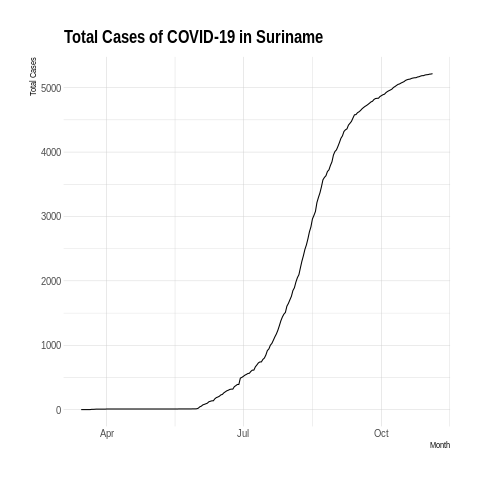 Total Cases of COVID-19 in Suriname
Total Cases
5000
4000
3000
2000
1000
0
Apr Jul Oct
Month